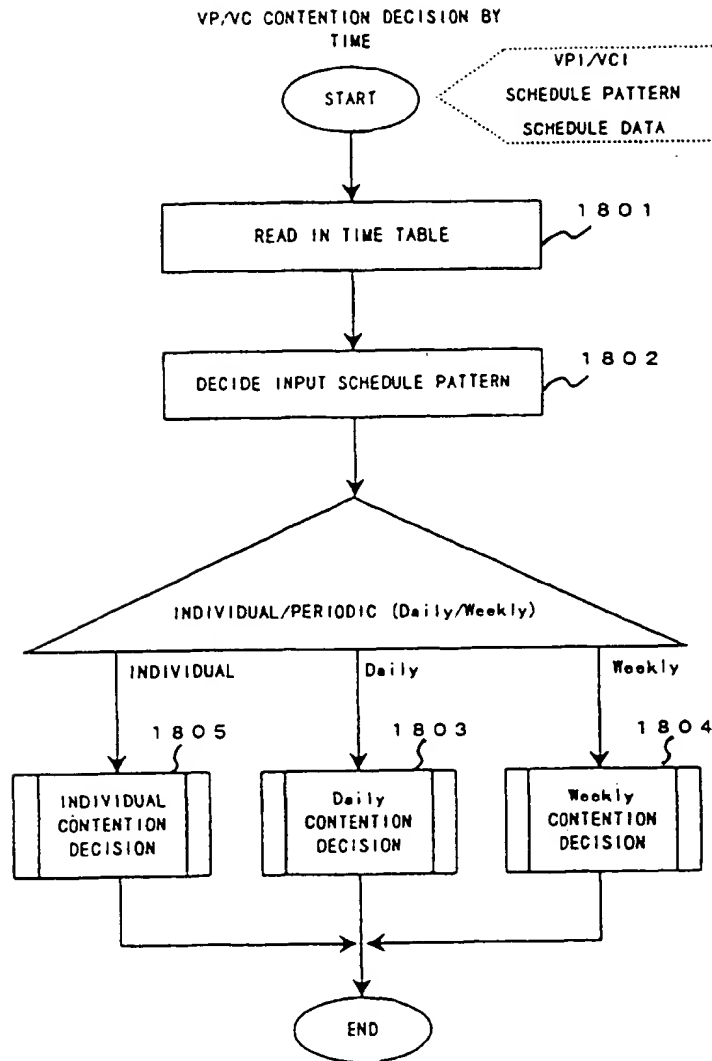 VP/VC CONTENTION DECISION BY
TIME
START
VPI/VCI
SCHEDULE PATTERN
SCHEDULE DATA
1801
READ IN TIME TABLE
1802
DECIDE INPUT SCHEDULE PATTERN
INDIVIDUAL/PERIODIC (Daily/Weekly)
INDIVIDUAL
Daily
Weekly
1805
1803
1804
INDIVIDUAL
CONTENTION
DECISION
Daily
CONTENTION
DECISION
Weekly
CONTENTION
DECISION
END